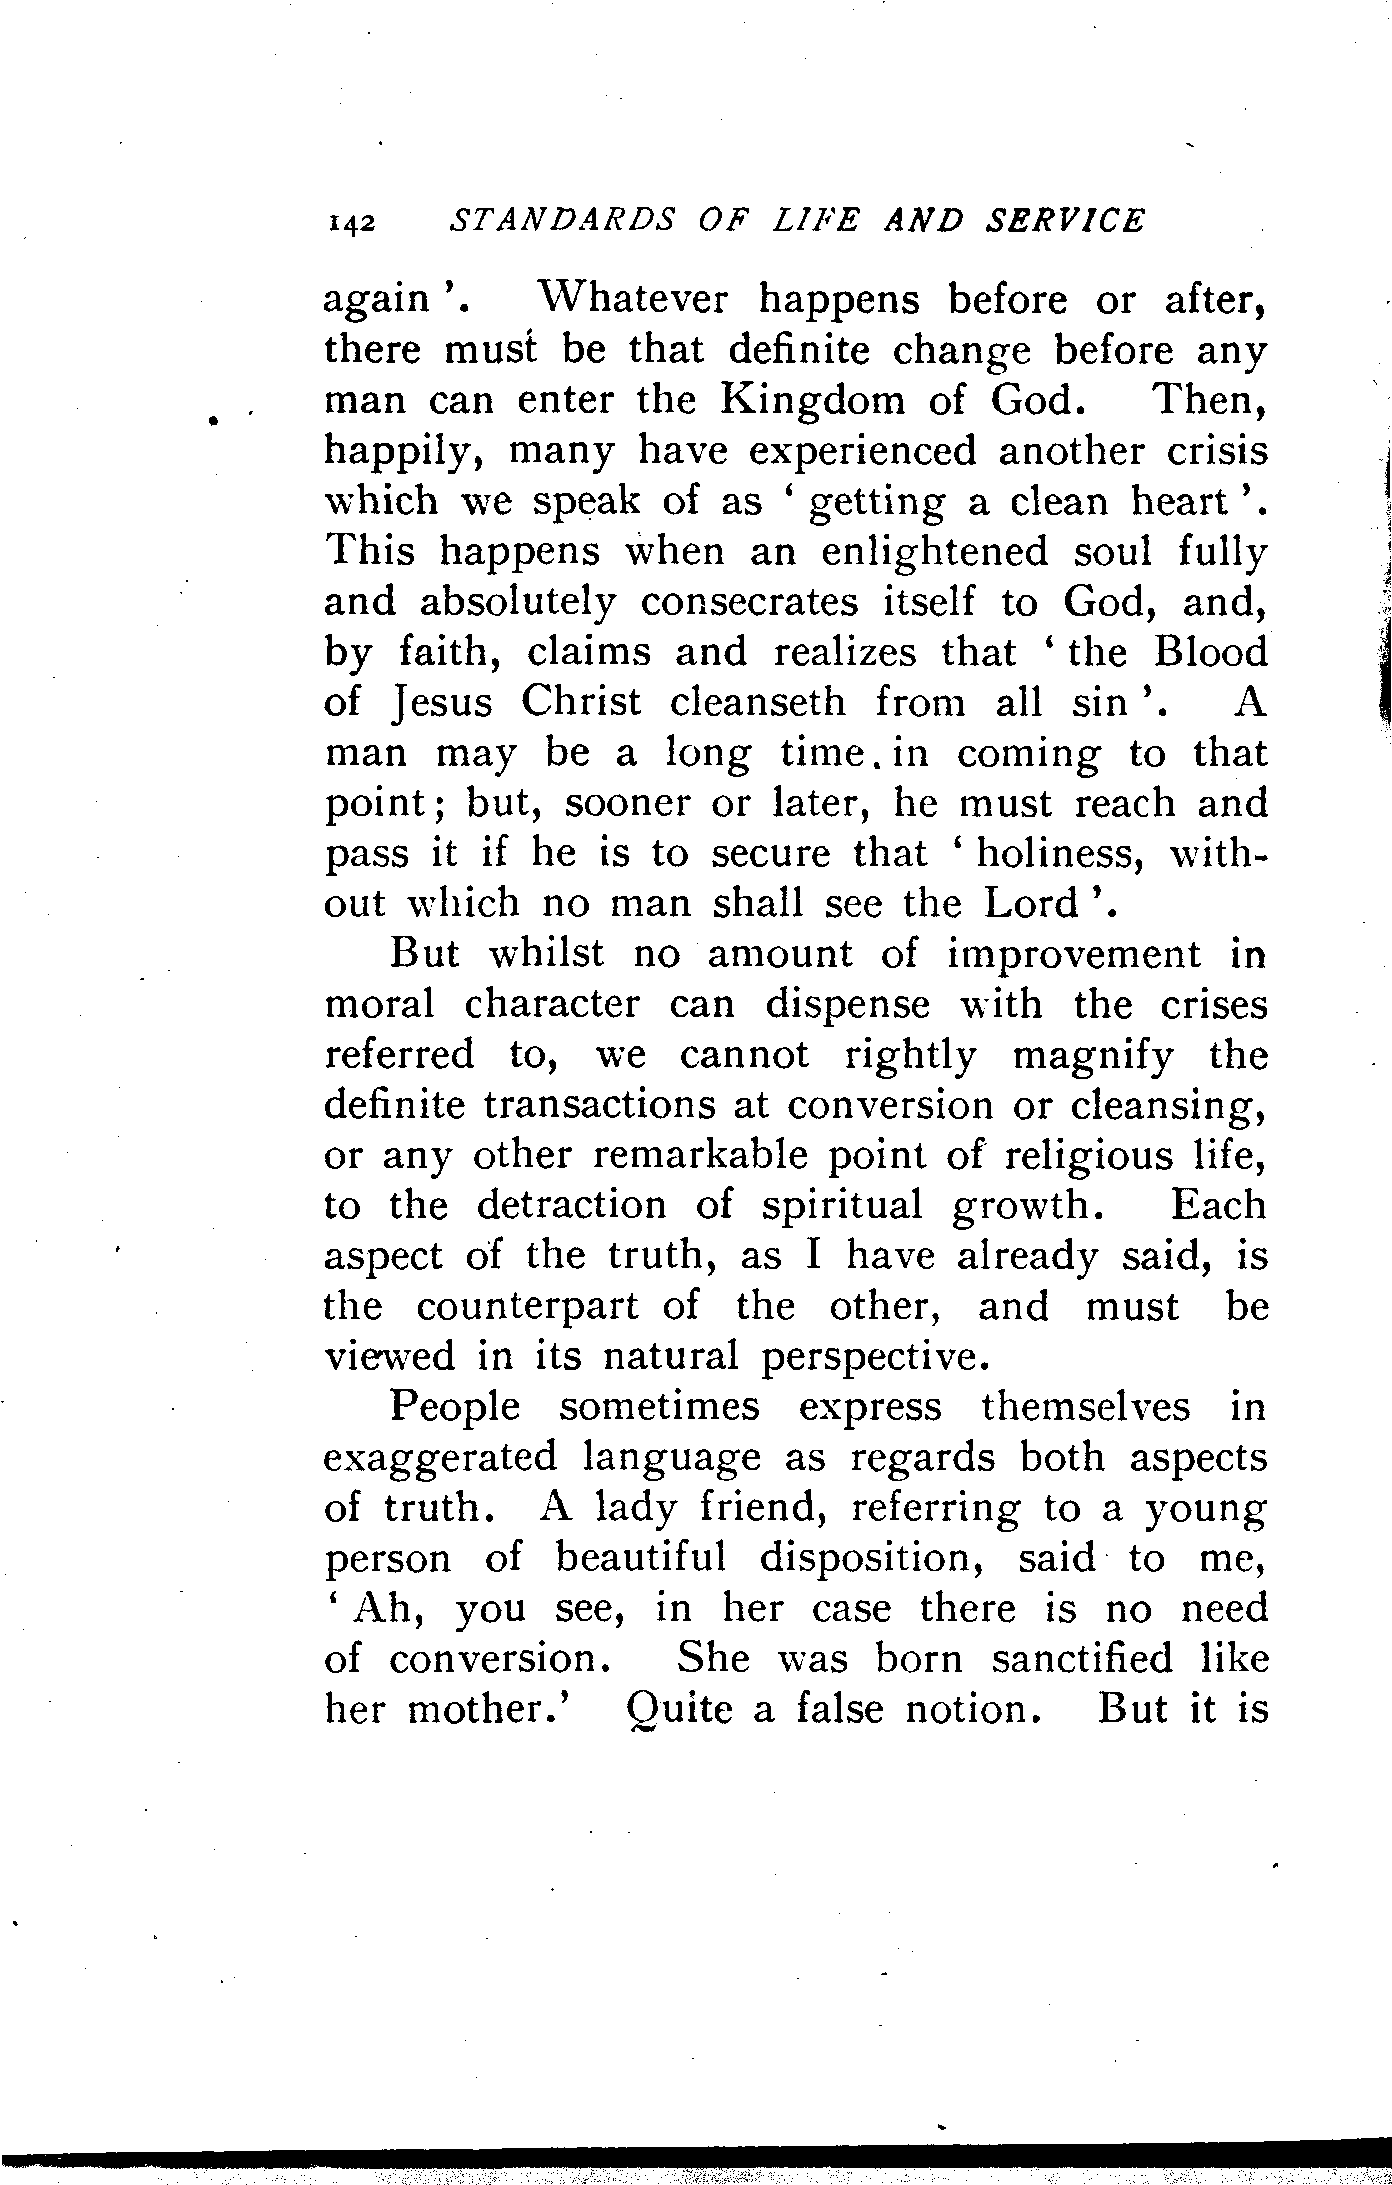 142 STANDARDS OF LIFE AND SERVICE
again '. Whatever happens before or after,
there must be that definite change before any
man can enter the Kingdom of God. Then,
happily, many have experienced another crisis
which we speak of as ' getting a clean heart '.
This happens when an enlightened soul fully
and absolutely consecrates itself to God, and,
by faith, claims and realizes that ' the Blood
of Jesus Christ cleanseth from all sin '. A
man may be a long time in coming to that
point ; but, sooner or later, he must reach and
pass it if he is to secure that ' holiness, with-
out which no man shall see the Lord '.
But whilst no amount of improvement in
moral character can dispense with the crises
referred to, we cannot rightly magnify the
definite transactions at conversion or cleansing,
or any other remarkable point of religious life,
to the detraction of spiritual growth. Each
aspect of the truth, as I have already said, is
the counterpart of the other, and must be
viewed in its natural perspective.
People sometimes express themselves in
exaggerated language as regards both aspects
of truth. A lady friend, referring to a young
person of beautiful disposition, said to me,
' Ah, you see, in her case there is no need
of conversion. She was born sanctified like
her mother.' Quite a false notion. But it is